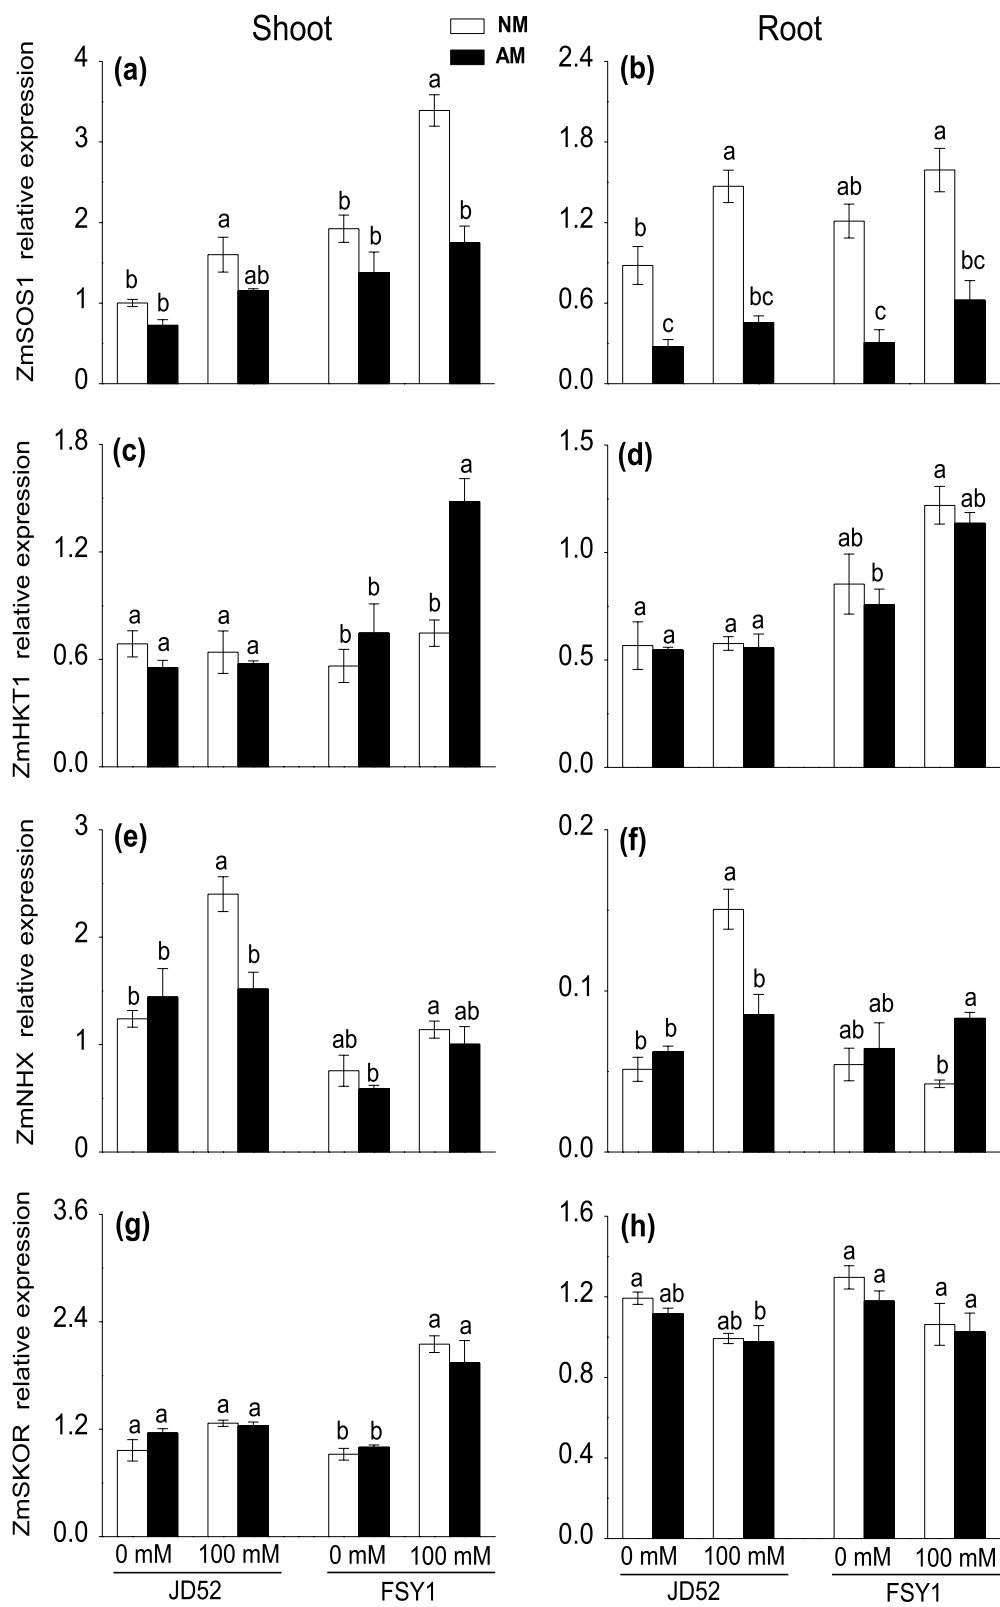 Shoot
NM
AM
Root
ZmSOS1 relative expression
(a)
4
3
2
1
0
b
b
a
ab
b
b
a
b
(b)
2.4
1.8
1.2
0.6
0.0
b
c
a
bc
ab
c
a
bc
ZmHKT1 relative expression
(c)
1.8
1.2
0.6
0.0
a
a
a
a
b
b
b
a
(d)
1.5
1.0
0.5
0.0
a
a
a
a
ab
b
a
ab
ZmNHX relative expression
(e)
3
2
1
0
b
b
a
b
ab
b
a
ab
(f)
0.2
0.1
0.0
b
b
a
b
ab
ab
b
a
ZmSKOR relative expression
(g)
3.6
2.4
1.2
0.0
a
a
a
a
b
b
a
a
(h)
1.6
1.2
0.8
0.4
0.0
a
ab
ab
b
a
a
a
a
0 mM 100 mM 0 mM 100 mM
JD52 FSY1
0 mM 100 mM 0 mM 100 mM
JD52 FSY1